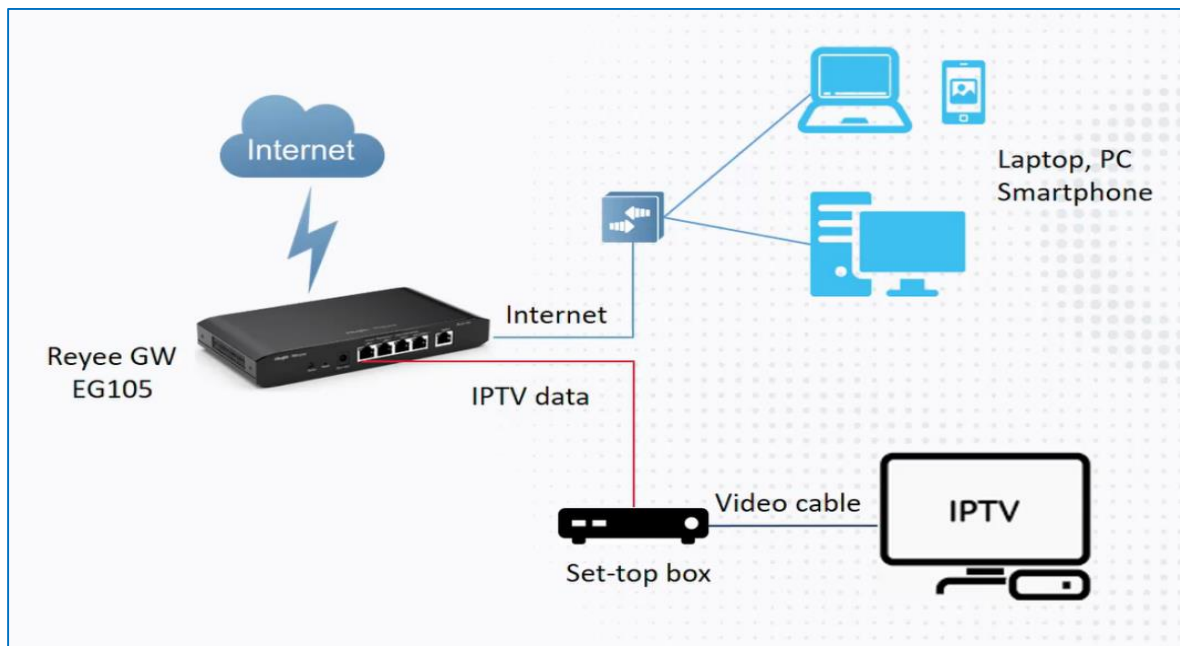 Internet
Laptop, PC
Smartphone
Internet
Reyee GW
EG105
IPTV data
Video cable
IPTV
Set-top box